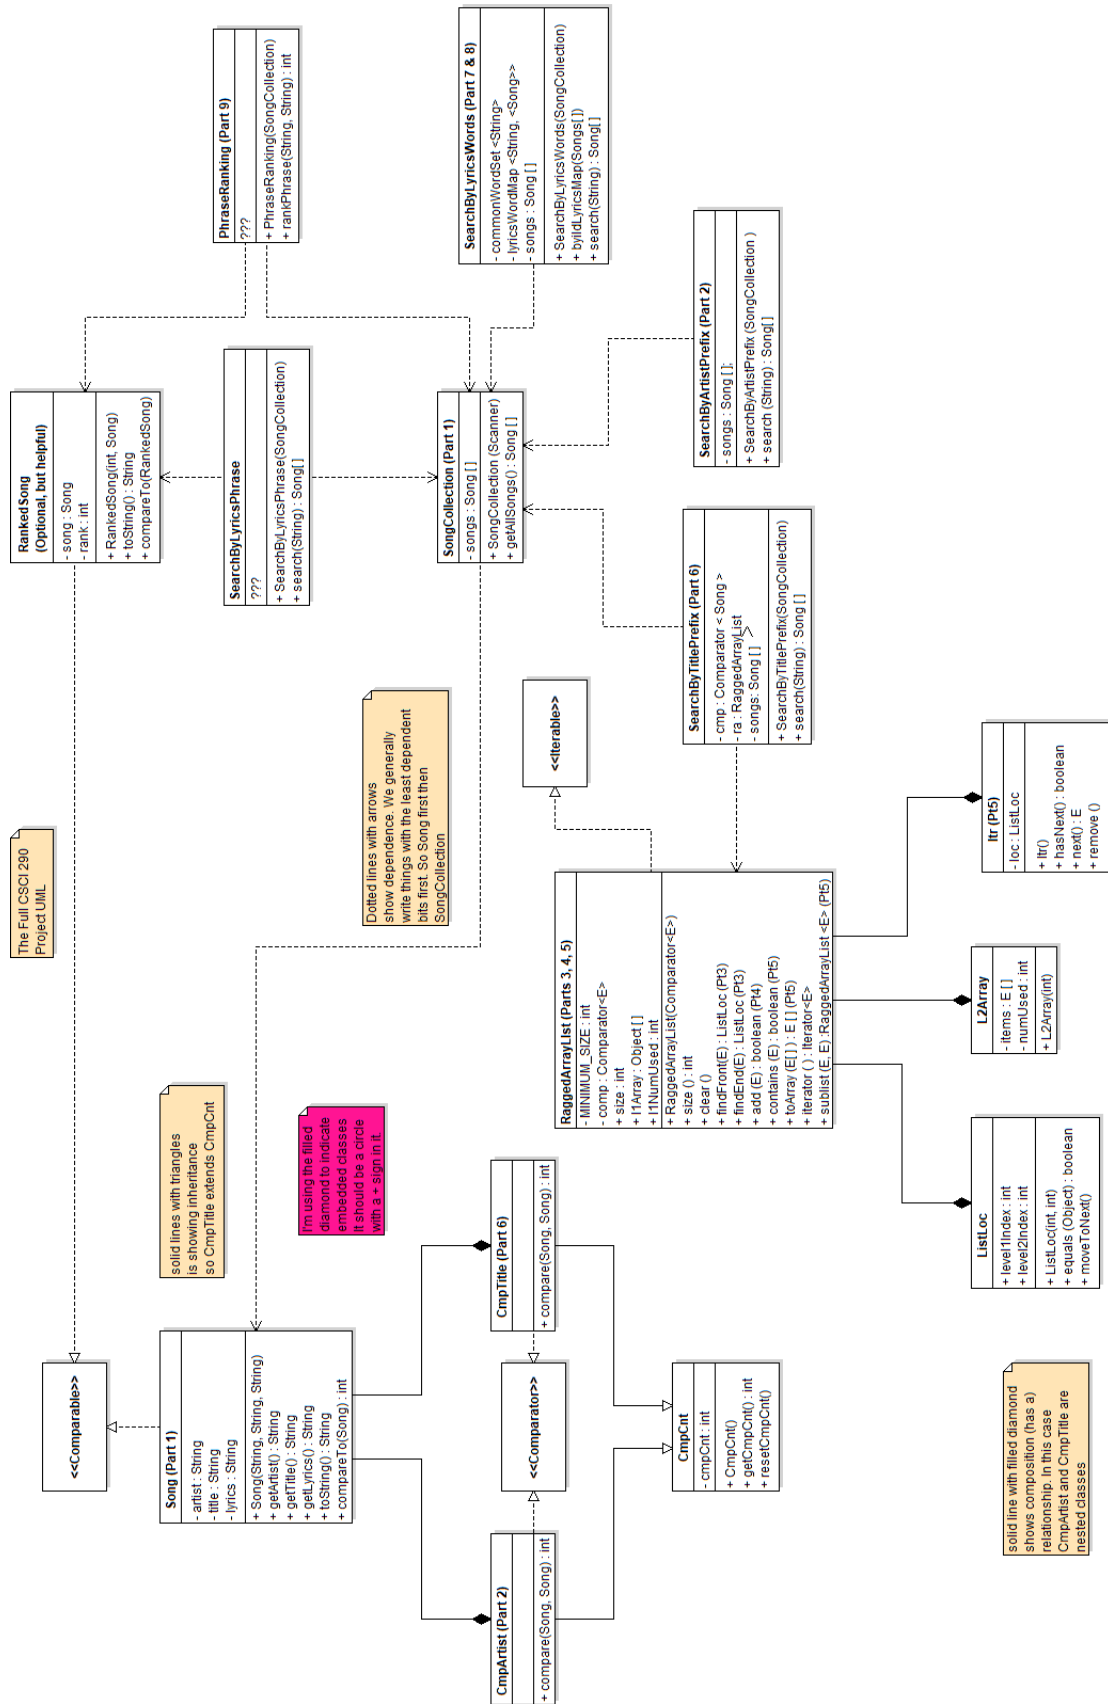 The Full CSCI 290
Project UML
RankedSong
(Optional, but helpful)
- song : Song
- rank : int
+ RankedSong(int, Song)
+ toString() : String
+ compareTo(RankedSong)
PhraseRanking (Part 9)
???
+ PhraseRanking(SongCollection)
+ rankPhrase(String, String) : int
SearchByLyricsPhrase
???
+ SearchByLyricsPhrase(SongCollection)
+ search(String) : Song[]
solid lines with triangles
is showing inheritance
so CmpTitle extends CmpCnt
<<Comparable>>
Song (Part 1)
- artist : String
- title : String
- lyrics : String
+ Song(String, String, String)
+ getArtist() : String
+ getTitle() : String
+ getLyrics() : String
+ toString() : String
+ compareTo(Song) : int
I'm using the filled
diamond to indicate
embedded classes
It should be a circle
with a + sign in it.
Dotted lines with arrows
show dependence. We generally
write things with the least dependent
bits first. So Song first then
SongCollection
SongCollection (Part 1)
- songs : Song [ ]
+ SongCollection (Scanner)
+ getAllSongs() : Song [ ]
SearchByLyricsWords (Part 7 & 8)
- commonWordSet <String>
- lyricsWordMap <String, <Song>>
- songs : Song [ ]
+ SearchByLyricsWords(SongCollection)
+ byildLyricsMap(Songs[ ])
+ search(String) : Song[ ]
CmpArtist (Part 2)
+ compare(Song, Song) : int
<<Comparator>>
CmpTitle (Part 6)
+ compare(Song, Song) : int
<<Iterable>>
RaggedArrayLIst (Parts 3, 4, 5)
- MINIMUM_SIZE : int
- comp : Comparator<E>
+ size : int
+ l1Array : Object [ ]
+ l1NumUsed : int
+ RaggedArrayList(Comparator<E>)
+ size () : int
+ clear ()
+ findFront(E) : ListLoc (Pt3)
+ findEnd(E) : ListLoc (Pt3)
+ add (E) : boolean (Pt4)
+ contains (E) : boolean (Pt5)
+ toArray (E[ ]) : E [ ] (Pt5)
+ iterator ( ) : Iterator<E>
+ sublist (E, E) :RaggedArrayList <E> (Pt5)
SearchByTitlePrefix (Part 6)
- cmp : Comparator < Song >
- ra : RaggedArrayList
>
- songs: Song [ ]
+ SearchByTitlePrefix(SongCollection)
+ search(String) : Song [ ]
SearchByArtistPrefix (Part 2)
- songs : Song [ ];
+ SearchByArtistPrefix (SongCollection )
+ search (String) : Song[ ]
CmpCnt
- cmpCnt : int
+ CmpCnt()
+ getCmpCnt() : int
+ resetCmpCnt()
ListLoc
+ level1Index : int
+ level2Index : int
+ ListLoc(int, int)
+ equals (Object) : boolean
+ moveToNext()
L2Array
- items : E [ ]
- numUsed : int
+ L2Array(int)
Itr (Pt5)
- loc : ListLoc
+ Itr()
+ hasNext() : boolean
+ next() : E
+ remove ()
solid line with filled diamond
shows composition (has a)
relationship. In this case
CmpArtist and CmpTitle are
nested classes